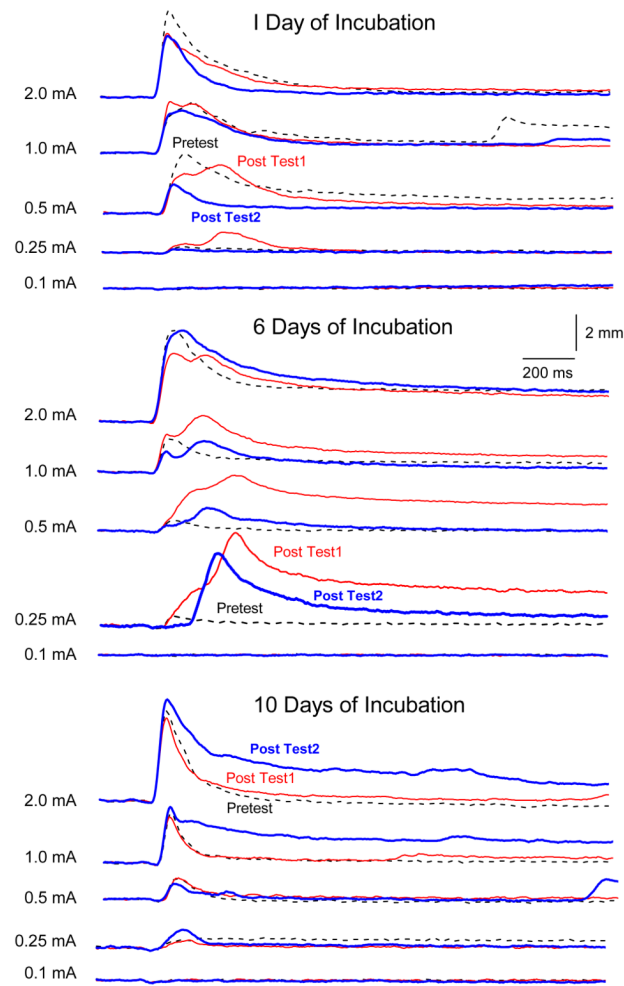 I Day of Incubation
2.0 mA
1.0 mA
Pretest
Post Test1
0.5 mA
Post Test2
0.25 mA
0.1 mA
6 Days of Incubation
2 mm
200 ms
2.0 mA
1.0 mA
0.5 mA
Post Test1
Post Test2
Pretest
0.25 mA
0.1 mA
10 Days of Incubation
Post Test2
Post Test1
2.0 mA
Pretest
1.0 mA
0.5 mA
0.25 mA
0.1 mA